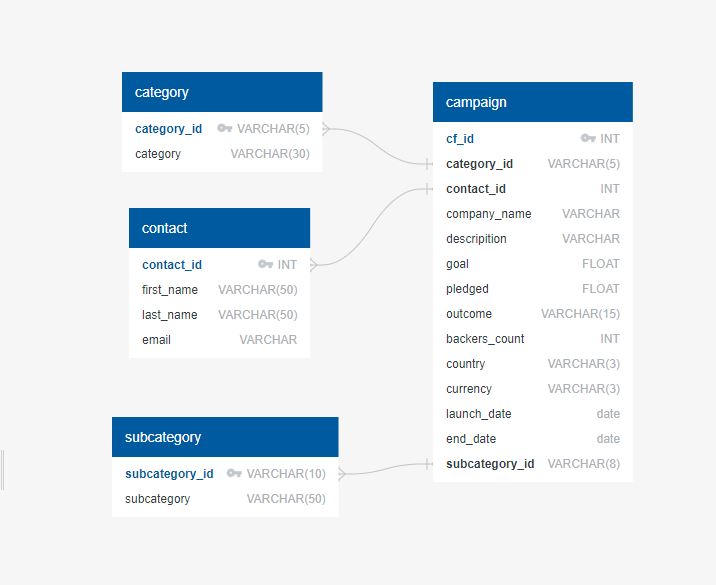 category
category_id VARCHAR(5)
category VARCHAR(30)
contact
contact_id INT
first_name VARCHAR(50)
last_name VARCHAR(50)
email VARCHAR
subcategory
subcategory_id VARCHAR(10)
subcategory VARCHAR(50)
campaign
cf_id INT
category_id VARCHAR(5)
contact_id INT
company_name VARCHAR
descripition VARCHAR
goal FLOAT
pledged FLOAT
outcome VARCHAR(15)
backers_count INT
country VARCHAR(3)
currency VARCHAR(3)
launch_date date
end_date date
subcategory_id VARCHAR(8)